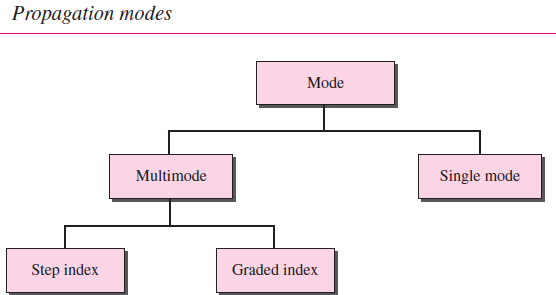 Propagation modes
Mode
Multimode
Single mode
Step index
Graded index